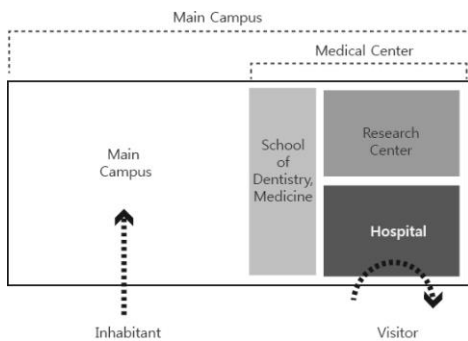 Main Campus
Medical Center
Main
Campus
School
of
Dentistry,
Medicine
Research
Center
Hospital
Inhabitant
Visitor